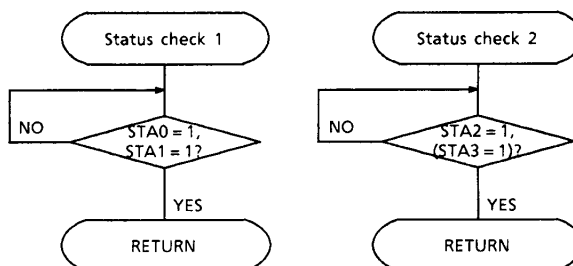 Status check 1
NO
STA0 = 1,
STA1 = 1?
YES
RETURN
Status check 2
NO
STA2 = 1,
(STA3 = 1)?
YES
RETURN